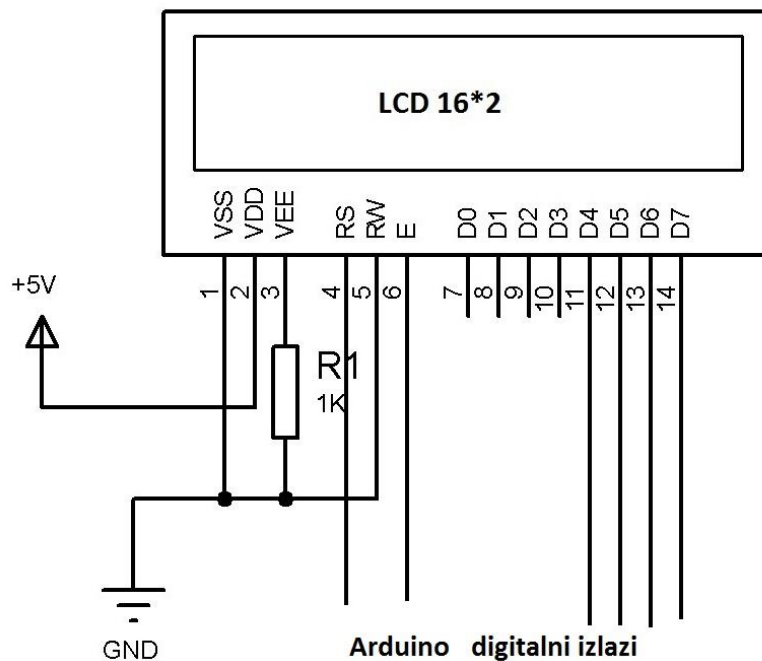 LCD 16*2
VSS
VDD
VEE
RS
RW
E
D0
D1
D2
D3
D4
D5
D6
D7
+5V
1
2
3
4
5
6
7
8
9
10
11
12
13
14
R1
1K
GND
Arduino digitalni izlazi